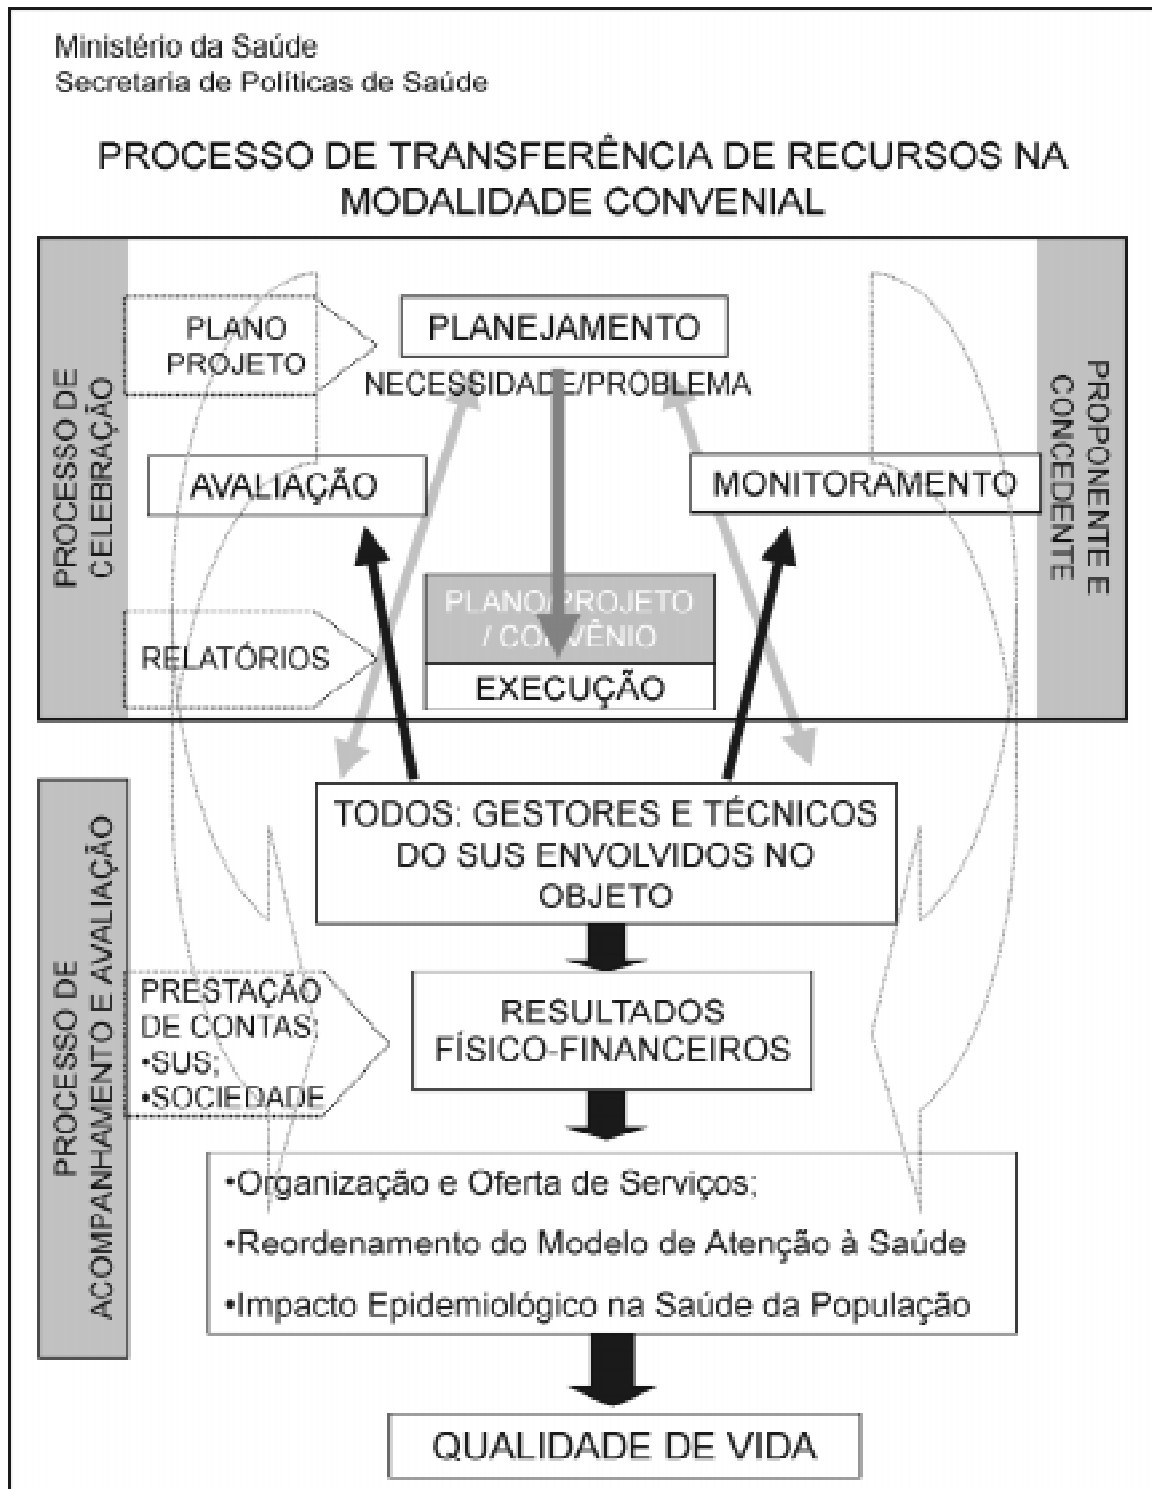 Ministério da Saúde
Secretaria de Políticas de Saúde
PROCESSO DE TRANSFERÊNCIA DE RECURSOS NA
MODALIDADE CONVENIAL
PROCESSO DE
CELEBRAÇÃO
PLANO
PROJETO
PLANEJAMENTO
NECESSIDADE/PROBLEMA
PROPONENTE E
CONCEDENTE
AVALIAÇÃO
MONITORAMENTO
PLANO/PROJETO
/ CONVÊNIO
RELATÓRIOS
EXECUÇÃO
TODOS: GESTORES E TÉCNICOS
DO SUS ENVOLVIDOS NO
OBJETO
PROCESSO DE
ACOMPANHAMENTO E AVALIAÇÃO
PRESTAÇÃO
DE CONTAS:
•SUS;
•SOCIEDADE
RESULTADOS
FÍSICO-FINANCEIROS
•Organização e Oferta de Serviços;
•Reordenamento do Modelo de Atenção à Saúde
•Impacto Epidemiológico na Saúde da População
QUALIDADE DE VIDA